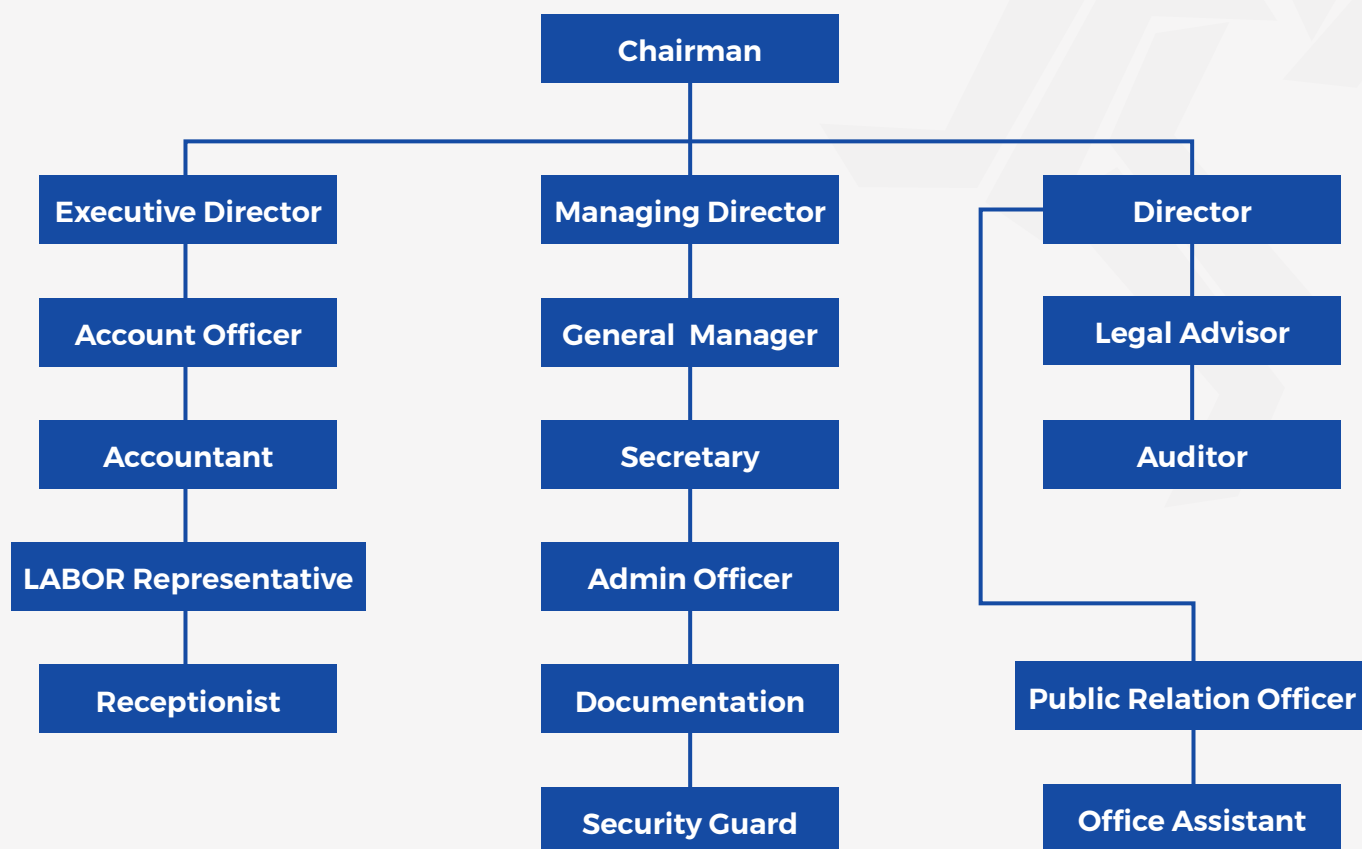 Chairman
Executive Director
Managing Director
Director
Account Officer
General  Manager
Legal Advisor
Accountant
Secretary
Auditor
LABOR Representative
Admin Officer
Receptionist
Documentation
Public Relation Officer
Security Guard
Office Assistant